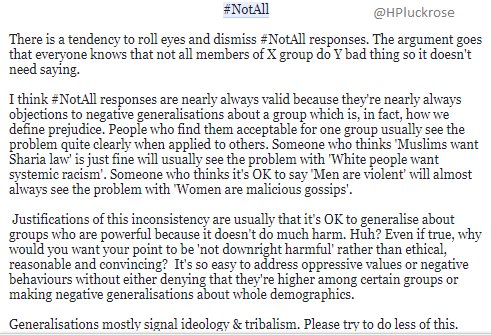 #NotAll
@HPluckrose
There is a tendency to roll eyes and dismiss #NotAll responses. The argument goes
that everyone knows that not all members of X group do Y bad thing so it doesn't
need saying.
I think #NotAll responses are nearly always valid because they're nearly always
objections to negative generalisations about a group which is, in fact, how we
define prejudice. People who find them acceptable for one group usually see the
problem quite clearly when applied to others. Someone who thinks 'Muslims want
Sharia law' is just fine will usually see the problem with 'White people want
systemic racism'. Someone who thinks it's OK to say 'Men are violent' will almost
always see the problem with 'Women are malicious gossips'.
Justifications of this inconsistency are usually that it's OK to generalise about
groups who are powerful because it doesn't do much harm. Huh? Even if true, why
would you want your point to be 'not downright harmful' rather than ethical,
reasonable and convincing? It's so easy to address oppressive values or negative
behaviours without either denying that they're higher among certain groups or
making negative generalisations about whole demographics.
Generalisations mostly signal ideology & tribalism. Please try to do less of this.